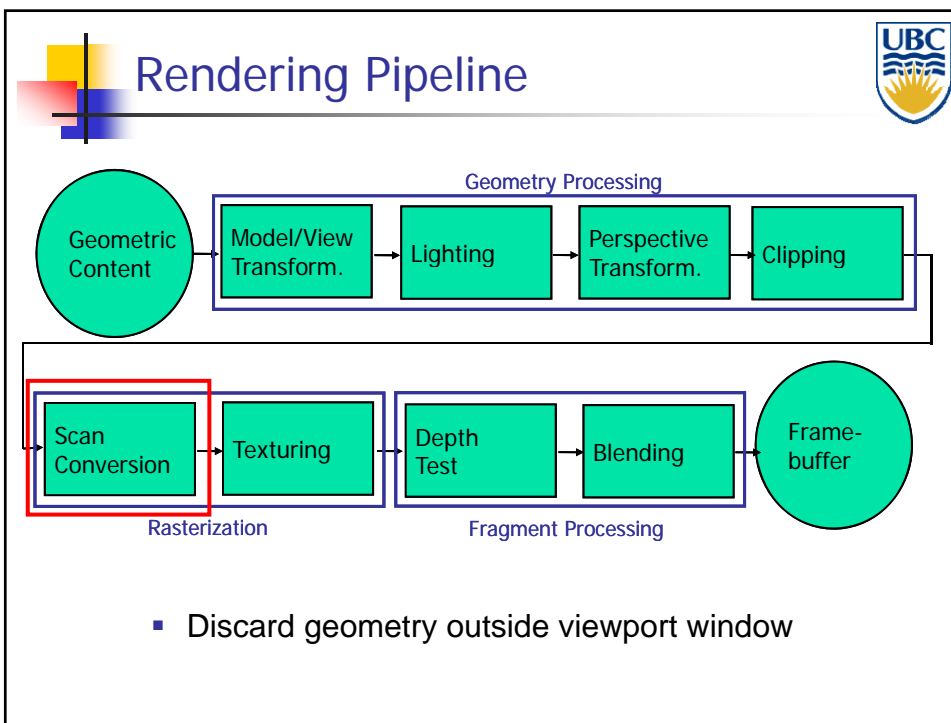 Rendering Pipeline
UBC
Geometry Processing
Geometric
Content
Model/View
Transform.
Lighting
Perspective
Transform.
Clipping
Scan
Conversion
Texturing
Depth
Test
Blending
Frame-
buffer
Rasterization
Fragment Processing
▪ Discard geometry outside viewport window